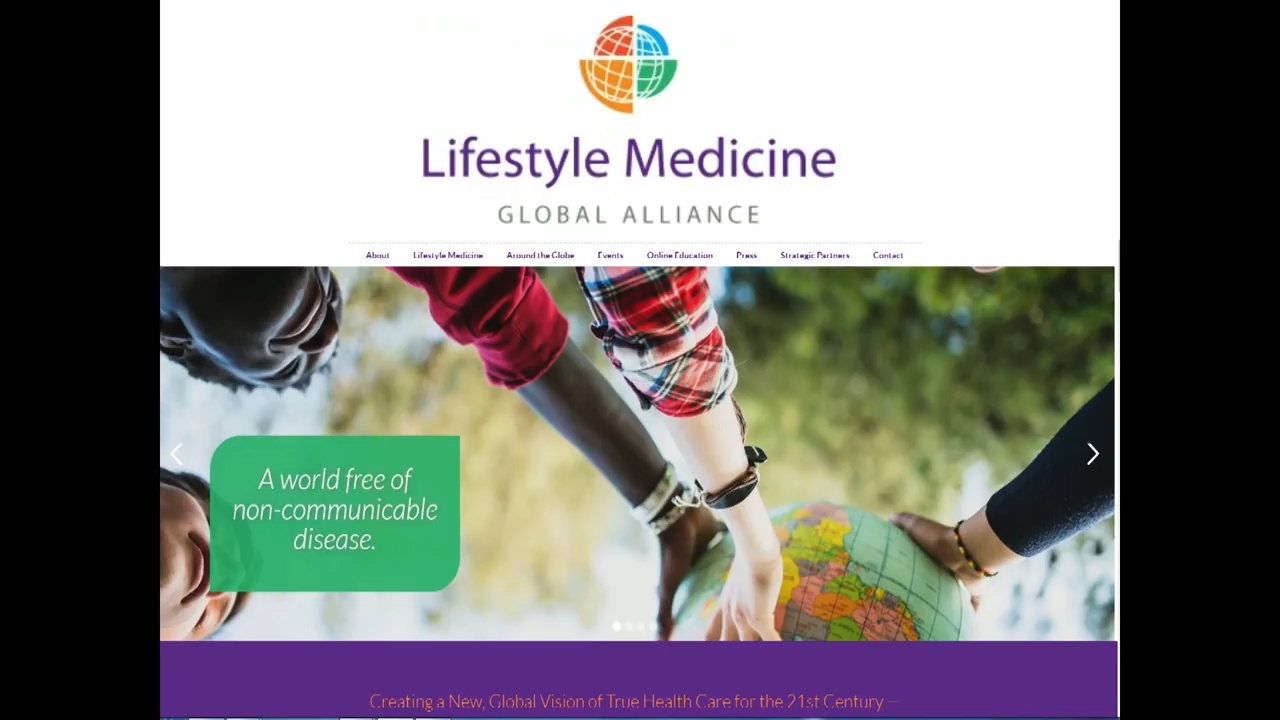 Lifestyle Medicine
GLOBAL ALLIANCE
About Lifestyle Medicine Around the Globe Events Online Education Press Strategic Partners Contact
A world free of
non-communicable
disease.
Creating a New, Global Vision of True Health Care for the 21st Century —